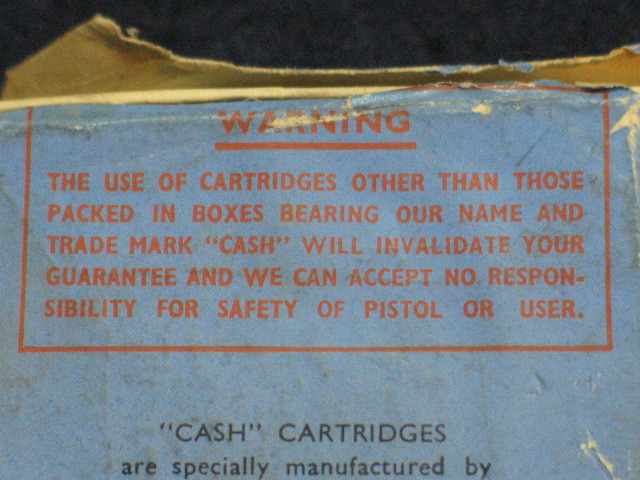 WARNING
THE USE OF CARTRIDGES OTHER THAN THOSE
PACKED IN BOXES BEARING OUR NAME AND
TRADE MARK "CASH" WILL INVALIDATE YOUR
GUARANTEE AND WE CAN ACCEPT NO RESPON-
SIBILITY FOR SAFETY OF PISTOL OR USER.
"CASH" CARTRIDGES
are specially manufactured by